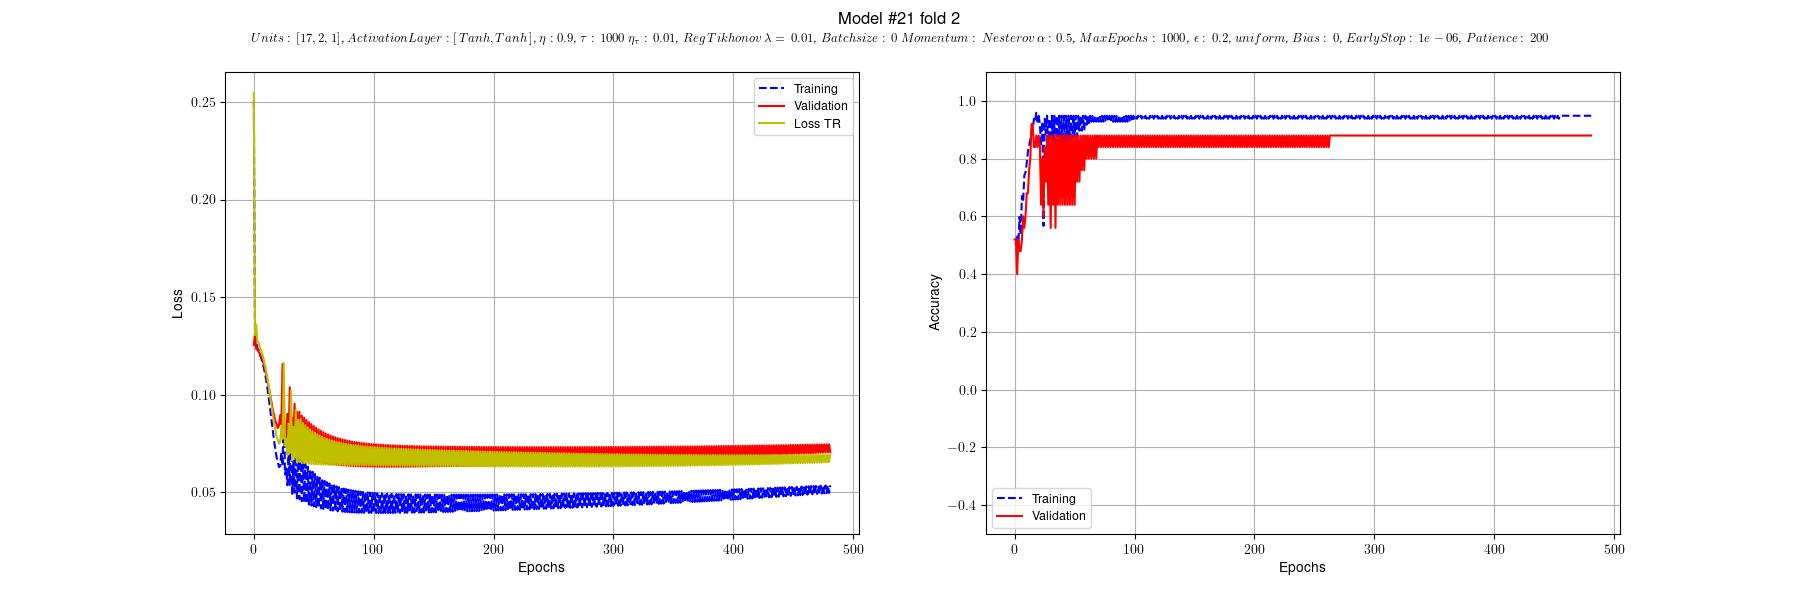 Model #21 fold 2
Units : [17, 2, 1], ActivationLayer : [Tanh, Tanh], η : 0.9, τ : 1000 ητ : 0.01, RegTikhonov λ = 0.01, Batchsize : 0 Momentum : Nesterov α : 0.5, MaxEpochs : 1000, ϵ : 0.2, uniform, Bias : 0, EarlyStop : 1e − 06, Patience : 200
Training
Validation
Loss TR
0.25
0.20
0.15
0.10
0.05
Loss
0 100 200 300 400 500
Epochs
1.0
0.8
0.6
0.4
0.2
0.0
−0.2
−0.4
Accuracy
Training
Validation
0 100 200 300 400 500
Epochs